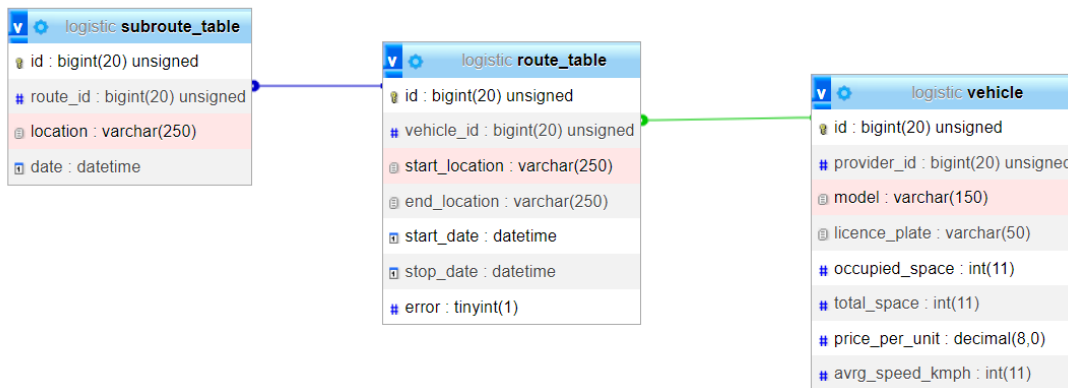 logistic subroute_table
id : bigint(20) unsigned
route_id : bigint(20) unsigned
location : varchar(250)
date : datetime
logistic route_table
id : bigint(20) unsigned
vehicle_id : bigint(20) unsigned
start_location : varchar(250)
end_location : varchar(250)
start_date : datetime
stop_date : datetime
error : tinyint(1)
logistic vehicle
id : bigint(20) unsigned
provider_id : bigint(20) unsigned
model : varchar(150)
licence_plate : varchar(50)
occupied_space : int(11)
total_space : int(11)
price_per_unit : decimal(8,0)
avrg_speed_kmph : int(11)